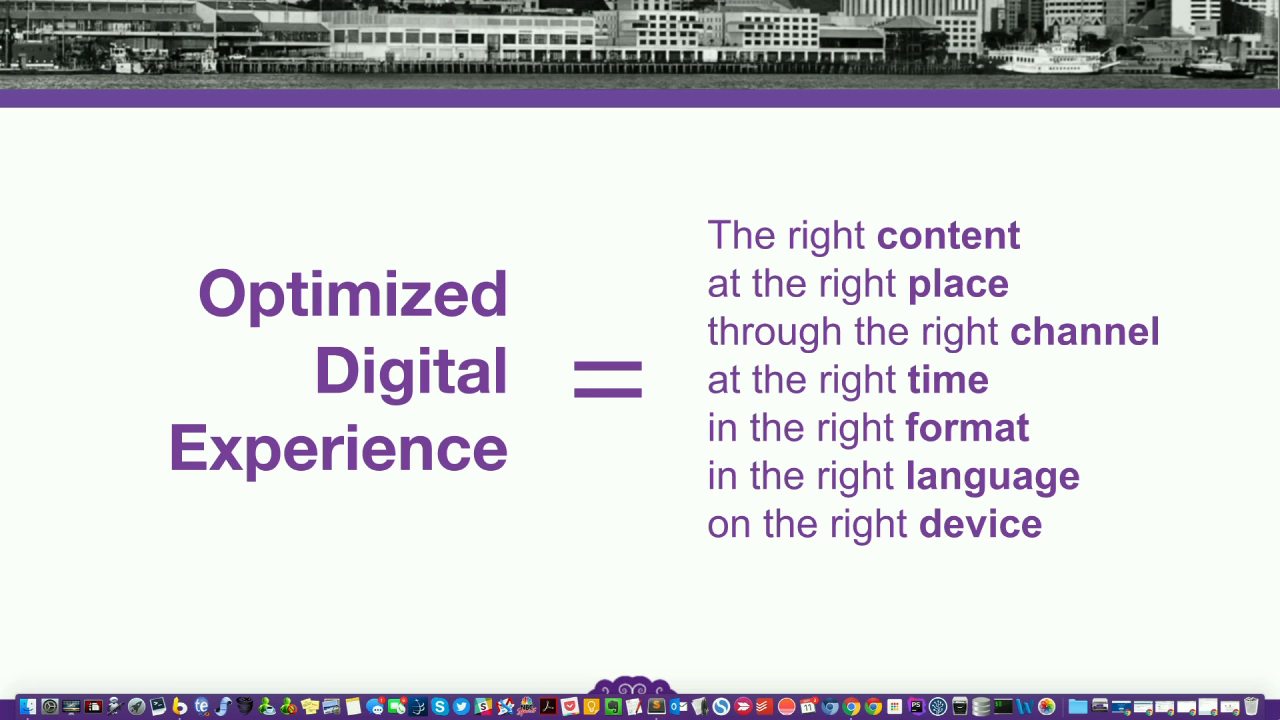 Optimized
Digital
Experience
=
The right content
at the right place
through the right channel
at the right time
in the right format
in the right language
on the right device